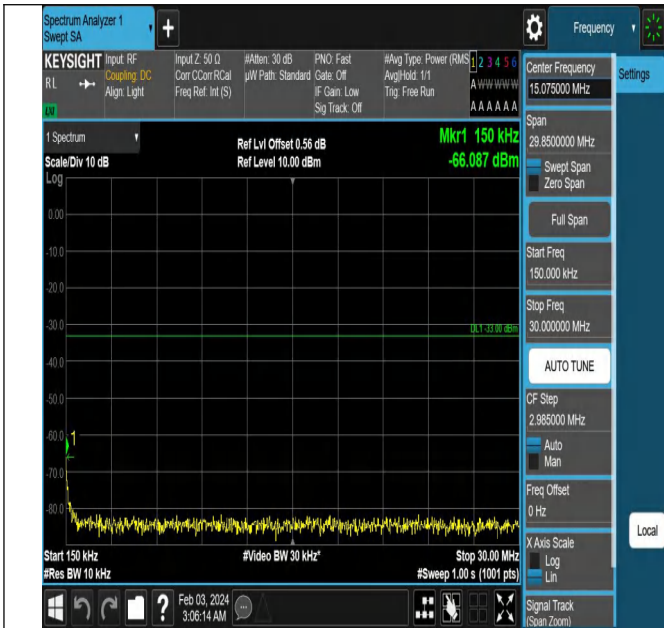 Spectrum Analyzer 1
Swept SA
+
Frequency
KEYSIGHT
RL
LXI
Input: RF
Coupling: DC
Align: Light
Input Z: 50 Ω
Corr CCorr RCal
Freq Ref: Int (S)
#Atten: 30 dB
µW Path: Standard
PNO: Fast
Gate: Off
IF Gain: Low
Sig Track: Off
#Avg Type: Power (RMS
Avg|Hold: 1/1
Trig: Free Run
1 2 3 4 5 6
A W W W W W
A A A A A A
1 Spectrum
Scale/Div 10 dB
Log
Ref Lvl Offset 0.56 dB
Ref Level 10.00 dBm
Mkr1 150 kHz
-66.087 dBm
0.00
-10.0
-20.0
-30.0
DL1 -33.00 dBm
-40.0
-50.0
-60.0
1
-70.0
-80.0
Start 150 kHz
#Res BW 10 kHz
#Video BW 30 kHz*
Stop 30.00 MHz
#Sweep 1.00 s (1001 pts)
?
Feb 03, 2024
3:06:14 AM
Center Frequency
15.075000 MHz
Settings
Span
29.8500000 MHz
Swept Span
Zero Span
Full Span
Start Freq
150.000 kHz
Stop Freq
30.000000 MHz
AUTO TUNE
CF Step
2.985000 MHz
Auto
Man
Freq Offset
0 Hz
Local
X Axis Scale
Log
Lin
Signal Track
(Span Zoom)